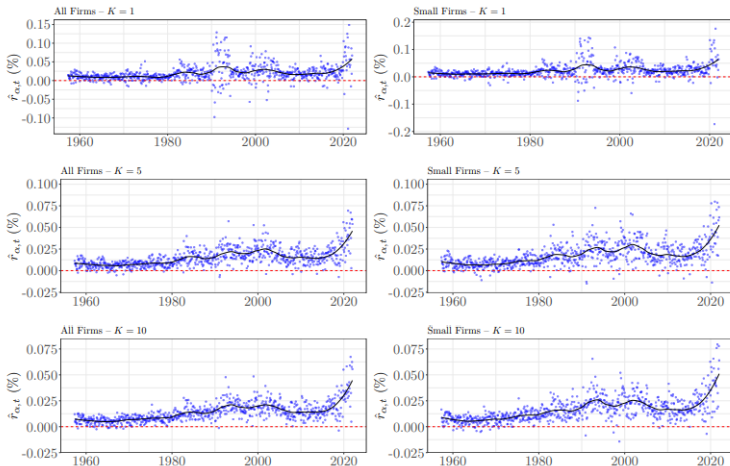 All Firms – K = 1
0.15
0.10
0.05
0.00
-0.05
-0.10
r̂α,t (%)
1960 1980 2000 2020
Small Firms – K = 1
0.2
0.1
0.0
-0.1
-0.2
r̂α,t (%)
1960 1980 2000 2020
All Firms – K = 5
0.100
0.075
0.050
0.025
0.000
-0.025
r̂α,t (%)
1960 1980 2000 2020
Small Firms – K = 5
0.100
0.075
0.050
0.025
0.000
-0.025
r̂α,t (%)
1960 1980 2000 2020
All Firms – K = 10
0.075
0.050
0.025
0.000
-0.025
r̂α,t (%)
1960 1980 2000 2020
Small Firms – K = 10
0.075
0.050
0.025
0.000
-0.025
r̂α,t (%)
1960 1980 2000 2020